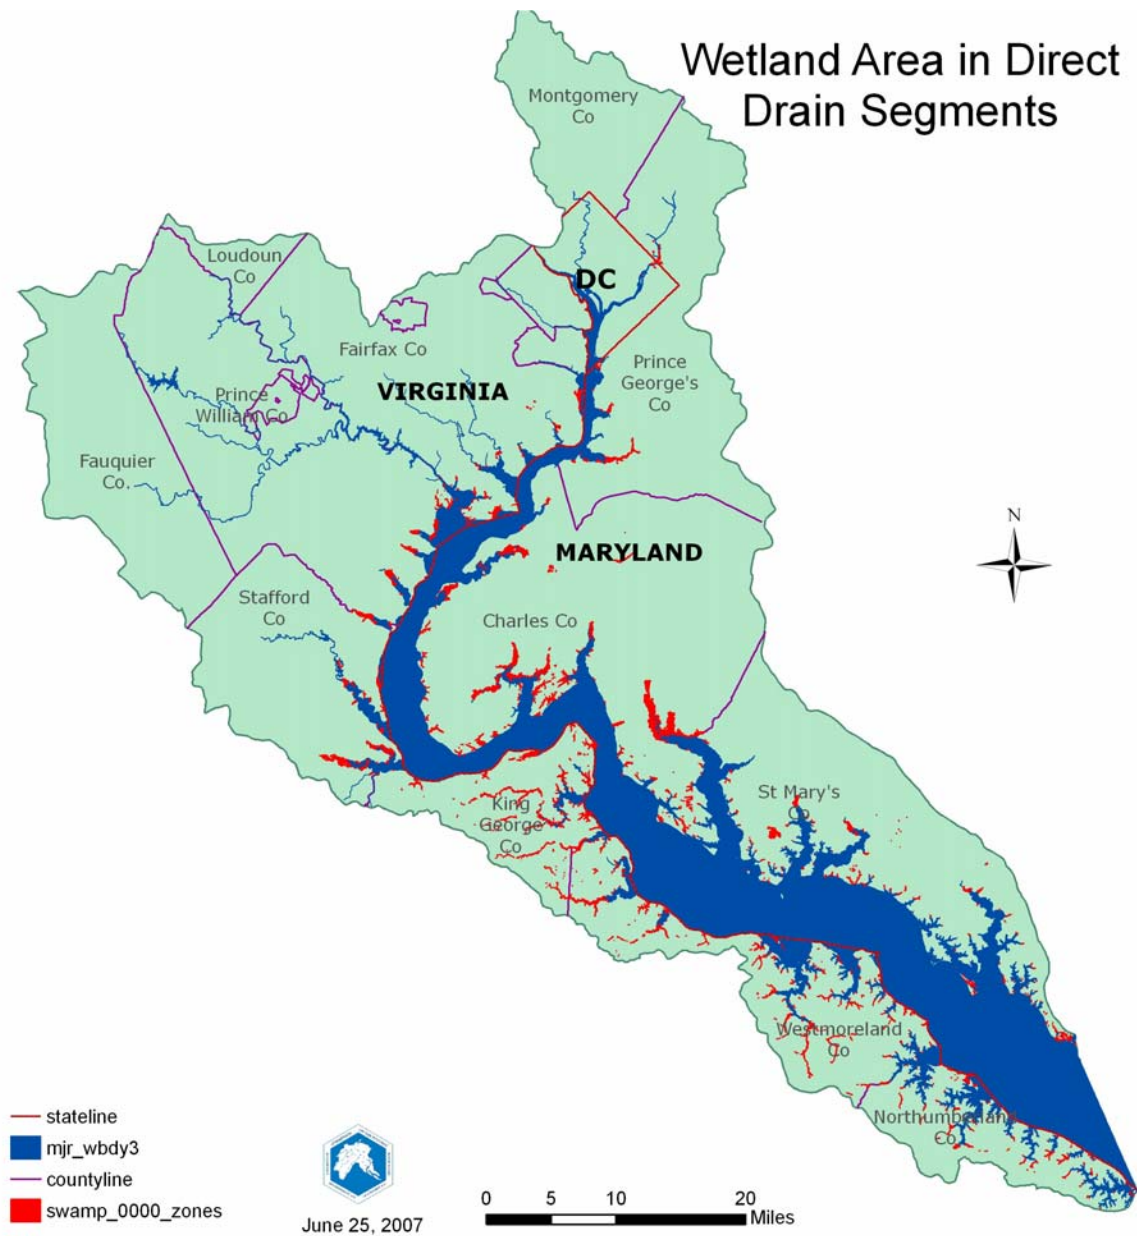 Wetland Area in Direct
Drain Segments
Montgomery
Co
Loudoun
Co
DC
Fairfax Co
Prince
George's
Co
VIRGINIA
Prince
William Co
Fauquier
Co.
N
MARYLAND
Stafford
Co
Charles Co
St Mary's
Co
King
George
Co
Westmoreland
Co
Northumberland
Co
stateline
mjr_wbdy3
countyline
swamp_0000_zones
June 25, 2007
0 5 10 20
Miles